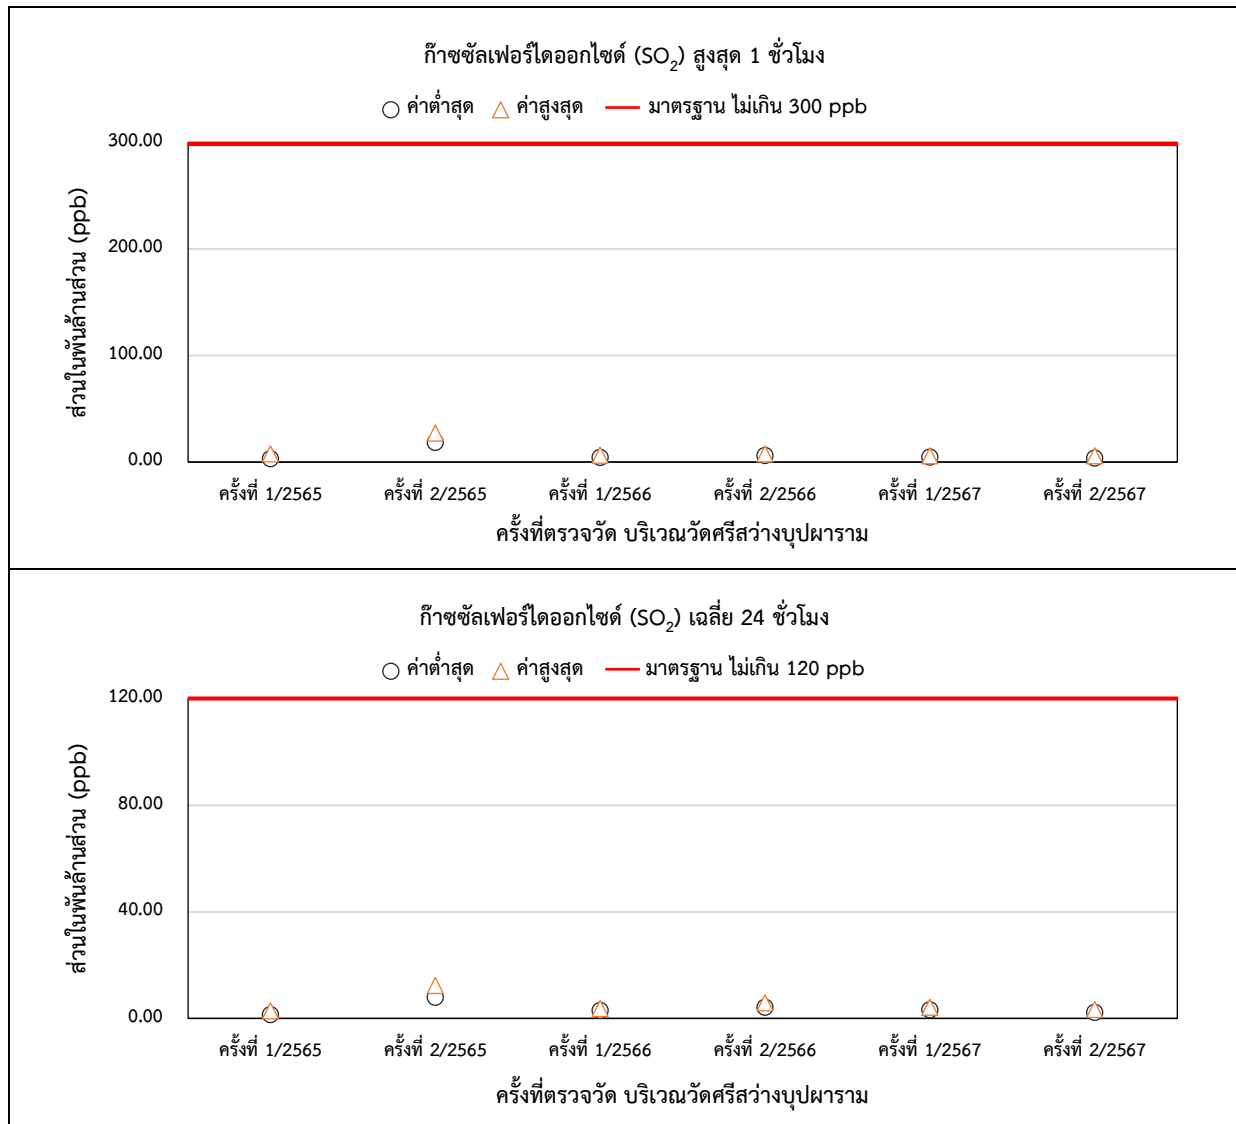 ก๊าซซัลเฟอร์ไดออกไซด์ (SO₂) สูงสุด 1 ชั่วโมง
ค่าต่ำสุด ค่าสูงสุด มาตรฐาน ไม่เกิน 300 ppb
ส่วนในพันล้านส่วน (ppb)
300.00
200.00
100.00
0.00
ครั้งที่ 1/2565 ครั้งที่ 2/2565 ครั้งที่ 1/2566 ครั้งที่ 2/2566 ครั้งที่ 1/2567 ครั้งที่ 2/2567
ครั้งที่ตรวจวัด บริเวณวัดศรีสว่างบุปผาราม
ก๊าซซัลเฟอร์ไดออกไซด์ (SO₂) เฉลี่ย 24 ชั่วโมง
ค่าต่ำสุด ค่าสูงสุด มาตรฐาน ไม่เกิน 120 ppb
ส่วนในพันล้านส่วน (ppb)
120.00
80.00
40.00
0.00
ครั้งที่ 1/2565 ครั้งที่ 2/2565 ครั้งที่ 1/2566 ครั้งที่ 2/2566 ครั้งที่ 1/2567 ครั้งที่ 2/2567
ครั้งที่ตรวจวัด บริเวณวัดศรีสว่างบุปผาราม